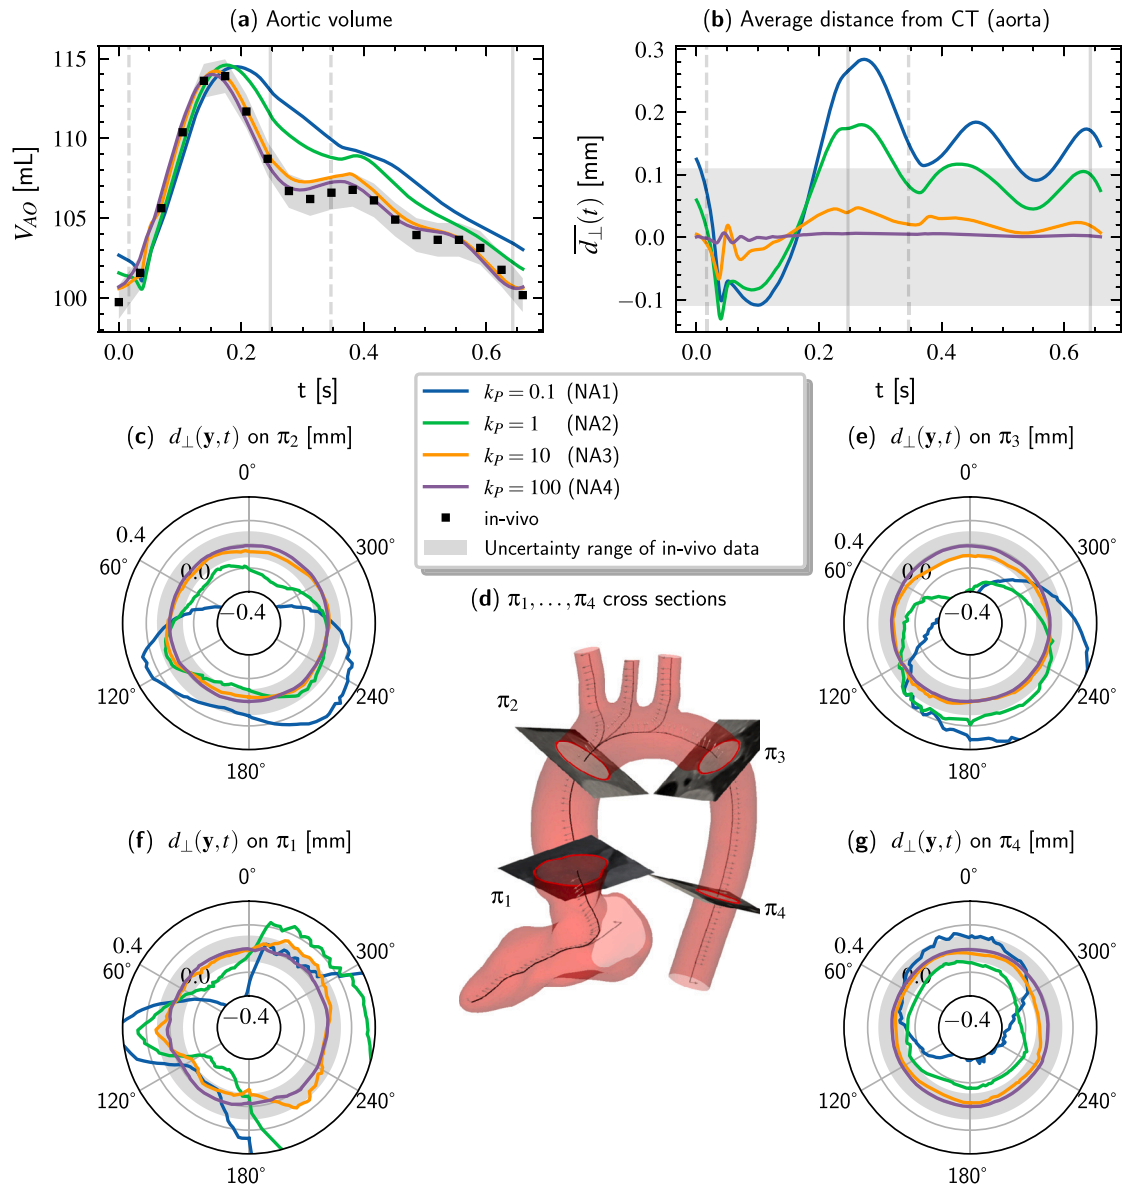 (a) Aortic volume
(b) Average distance from CT (aorta)
115
110
105
100
V_AO [mL]
0.0 0.2 0.4 0.6
t [s]
0.3
0.2
0.1
0.0
−0.1
d⊥(t) [mm]
0.0 0.2 0.4 0.6
t [s]
k_P = 0.1 (NA1)
k_P = 1 (NA2)
k_P = 10 (NA3)
k_P = 100 (NA4)
in-vivo
Uncertainty range of in-vivo data
(c) d⊥(y, t) on π2 [mm]
0°
0.4
60°
0.0
−0.4
300°
120°
240°
180°
(e) d⊥(y, t) on π3 [mm]
0°
0.4
60°
0.0
−0.4
300°
120°
240°
180°
(d) π1, . . . , π4 cross sections
π2
π3
π1
π4
(f) d⊥(y, t) on π1 [mm]
0°
0.4
60°
0.0
−0.4
300°
120°
240°
180°
(g) d⊥(y, t) on π4 [mm]
0°
0.4
60°
0.0
−0.4
300°
120°
240°
180°